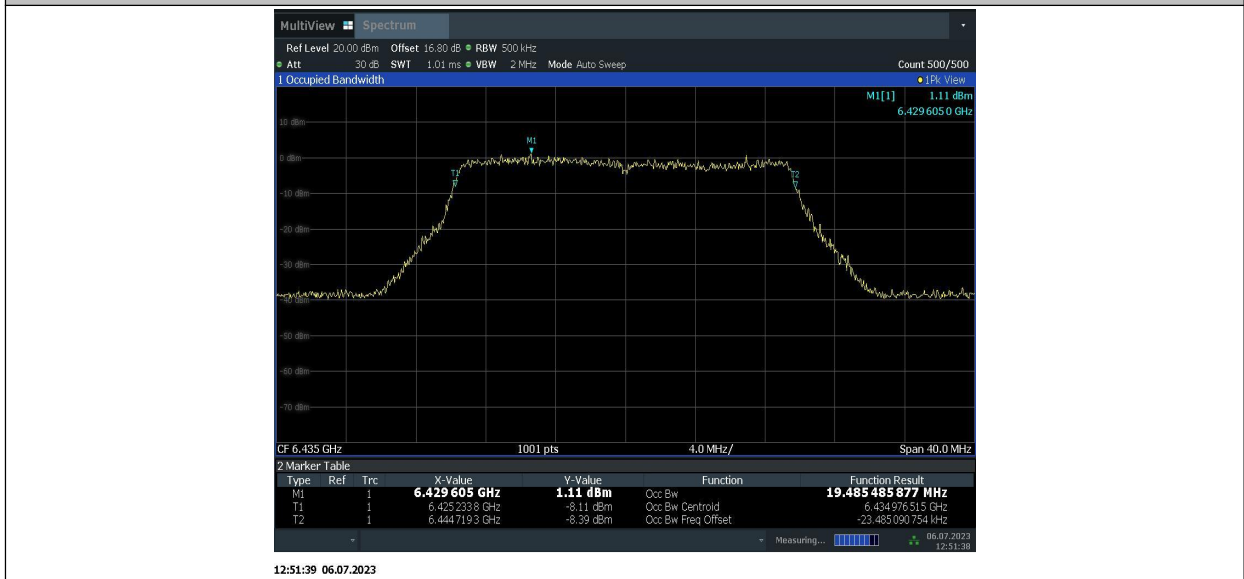 MultiView Spectrum
Ref Level 20.00 dBm Offset 16.80 dB RBW 500 kHz
Att 30 dB SWT 1.01 ms VBW 2 MHz Mode Auto Sweep Count 500/500
1 Occupied Bandwidth 1Pk View
M1[1] 1.11 dBm
6.429 605 0 GHz
10 dBm
M1
0 dBm
T1
T2
-10 dBm
-20 dBm
-30 dBm
-40 dBm
-50 dBm
-60 dBm
-70 dBm
CF 6.435 GHz 1001 pts 4.0 MHz/ Span 40.0 MHz
2 Marker Table
Type Ref Trc X-Value Y-Value Function Function Result
M1 1 6.429 605 GHz 1.11 dBm Occ Bw 19.485 485 877 MHz
T1 1 6.425 233 8 GHz -8.11 dBm Occ Bw Centroid 6.434 976 515 GHz
T2 1 6.444 719 3 GHz -8.39 dBm Occ Bw Freq Offset -23.485 090 754 kHz
Measuring... 06.07.2023
12:51:38
12:51:39 06.07.2023